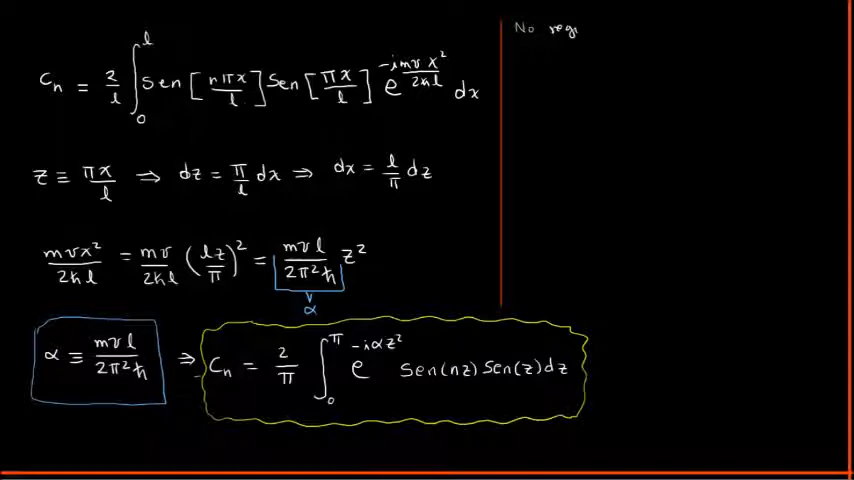 C_n = 2/l ∫_0^l Sen [nπx/l] Sen [πx/l] e^(-imvx²/2ħl) dx
z ≡ πx/l ⇒ dz = π/l dx ⇒ dx = l/π dz
mvx²/2ħl = mv/2ħl (lz/π)² = mvl/2π²ħ z²
α
α ≡ mvl/2π²ħ ⇒ C_n = 2/π ∫_0^π e^(-iαz²) Sen(nz) Sen(z) dz
No regi